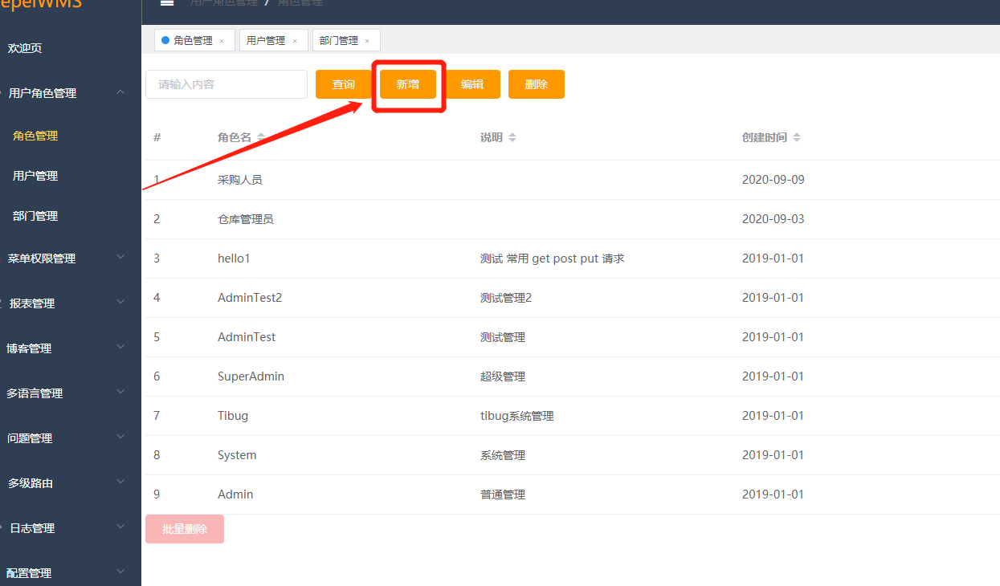 epelWMS
用户角色管理 / 角色管理
欢迎页
用户角色管理
角色管理
用户管理
部门管理
菜单权限管理
报表管理
博客管理
多语言管理
问题管理
多级路由
日志管理
配置管理
角色管理 × 用户管理 × 部门管理 ×
请输入内容 查询 新增 编辑 删除
# 角色名 说明 创建时间
1 采购人员 2020-09-09
2 仓库管理员 2020-09-03
3 hello1 测试 常用 get post put 请求 2019-01-01
4 AdminTest2 测试管理2 2019-01-01
5 AdminTest 测试管理 2019-01-01
6 SuperAdmin 超级管理 2019-01-01
7 Tibug tibug系统管理 2019-01-01
8 System 系统管理 2019-01-01
9 Admin 普通管理 2019-01-01
批量删除